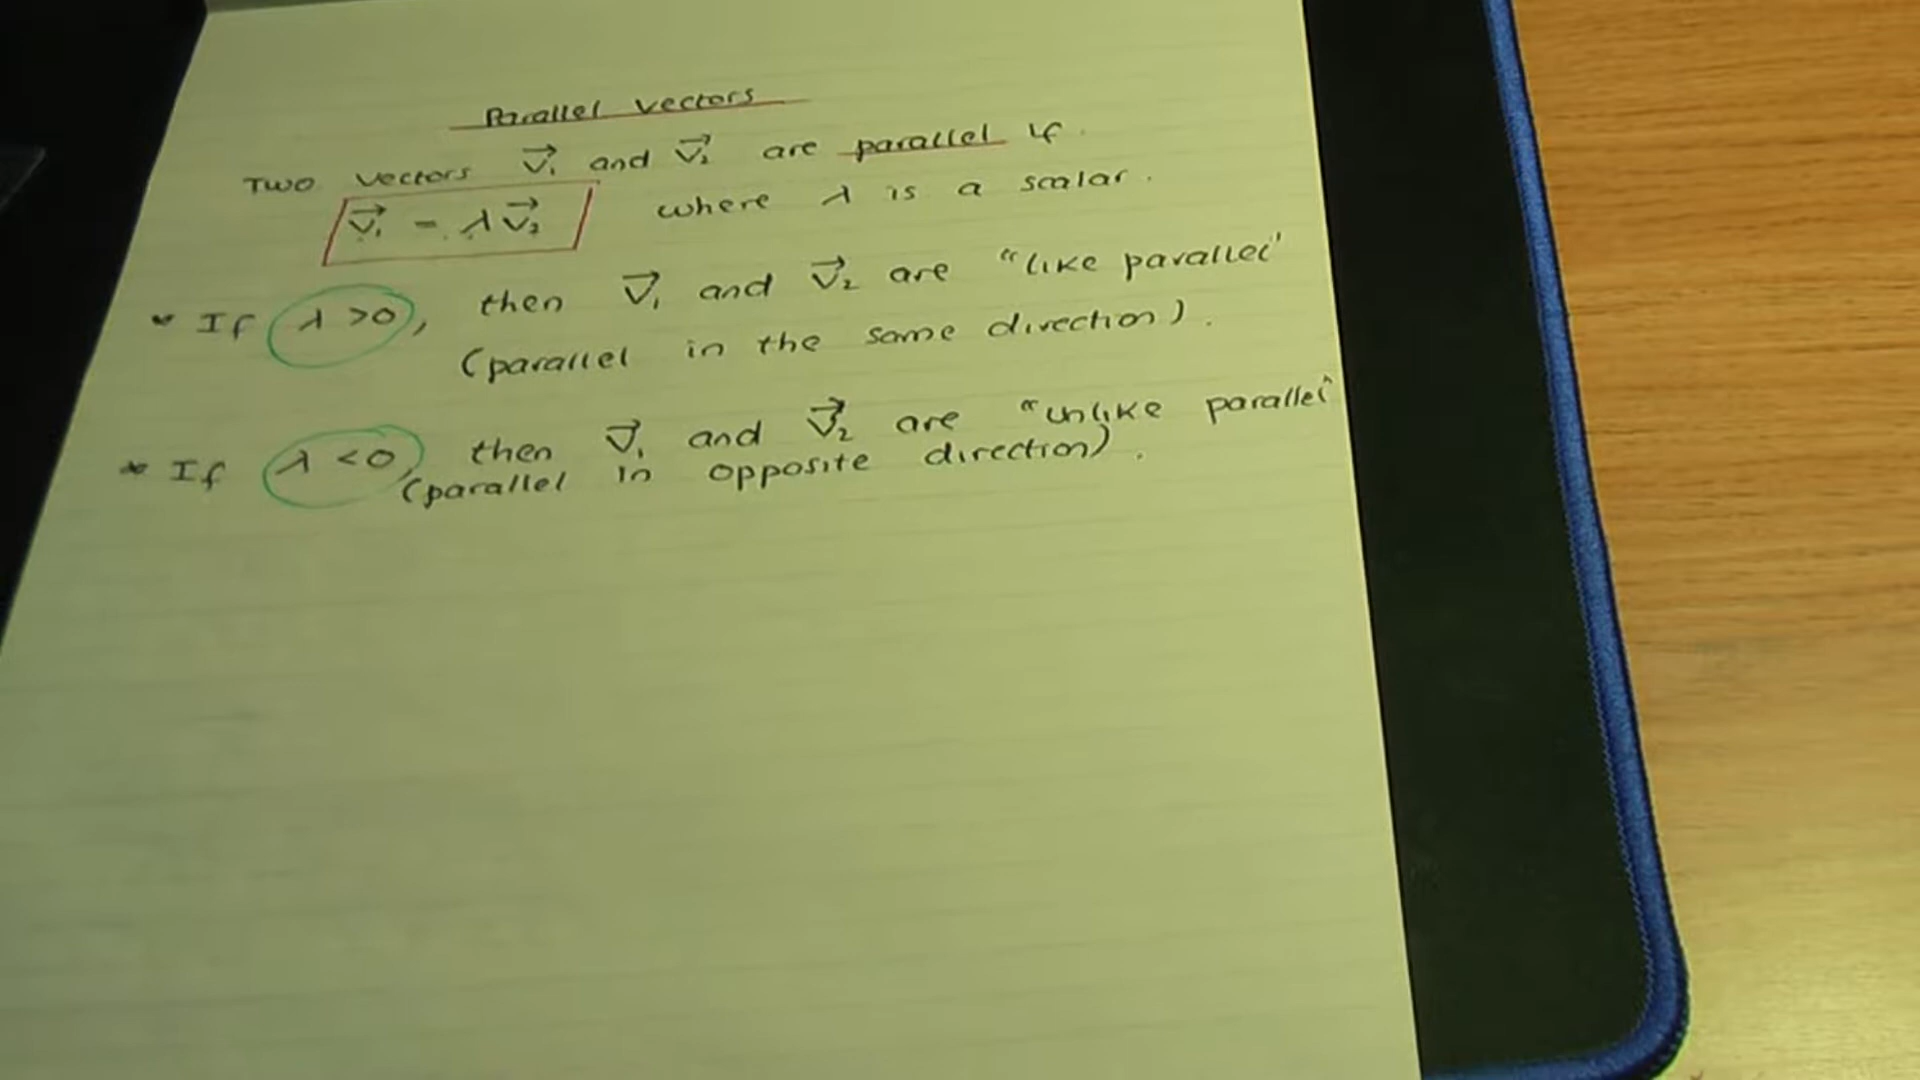 Parallel vectors
Two vectors v⃗₁ and v⃗₂ are parallel if
v⃗₁ = λv⃗₂ where λ is a scalar.
* If λ >0, then v⃗₁ and v⃗₂ are "like parallel"
(parallel in the same direction).
* If λ <0, then v⃗₁ and v⃗₂ are "unlike parallel"
(parallel in opposite direction).